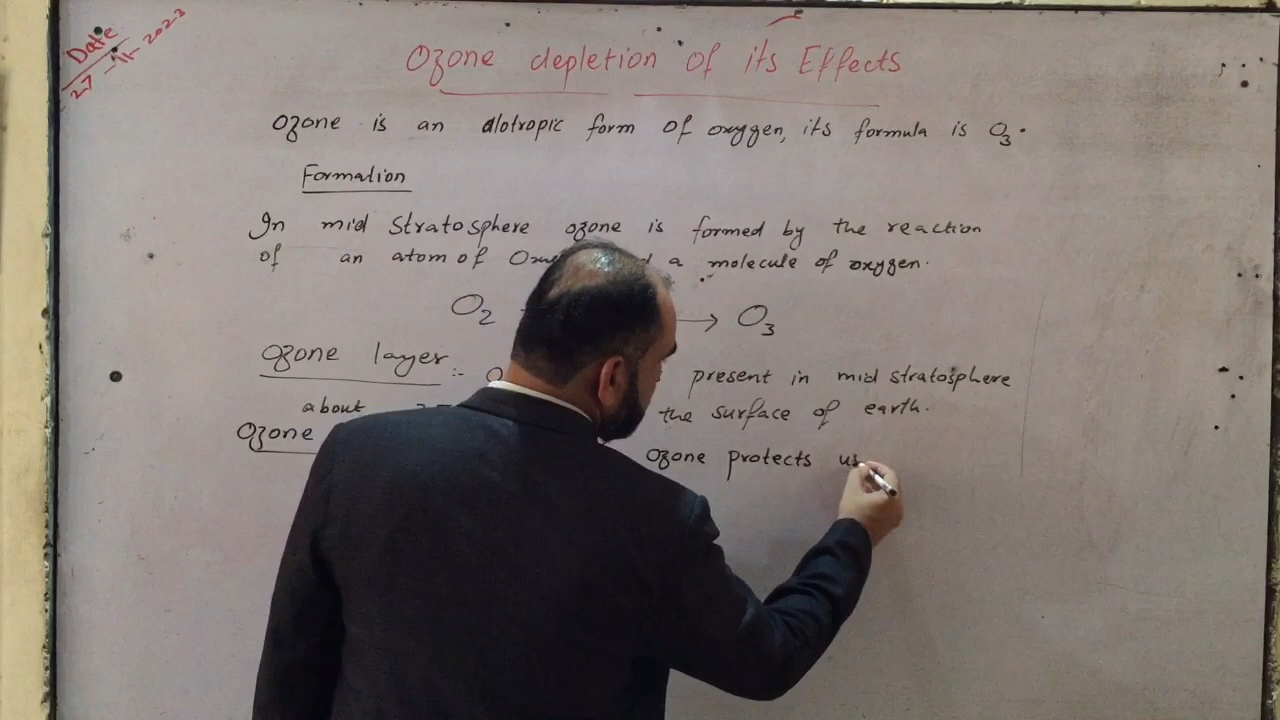 Date
27-11-2023
Ozone depletion of its Effects
Ozone is an alotropic form of oxygen, its formula is O3.
Formation
In mid stratosphere ozone is formed by the reaction
of an atom of a molecule of oxygen.
O2 → O3
Ozone layer :- present in mid stratosphere
about the surface of earth.
Ozone ozone protects us